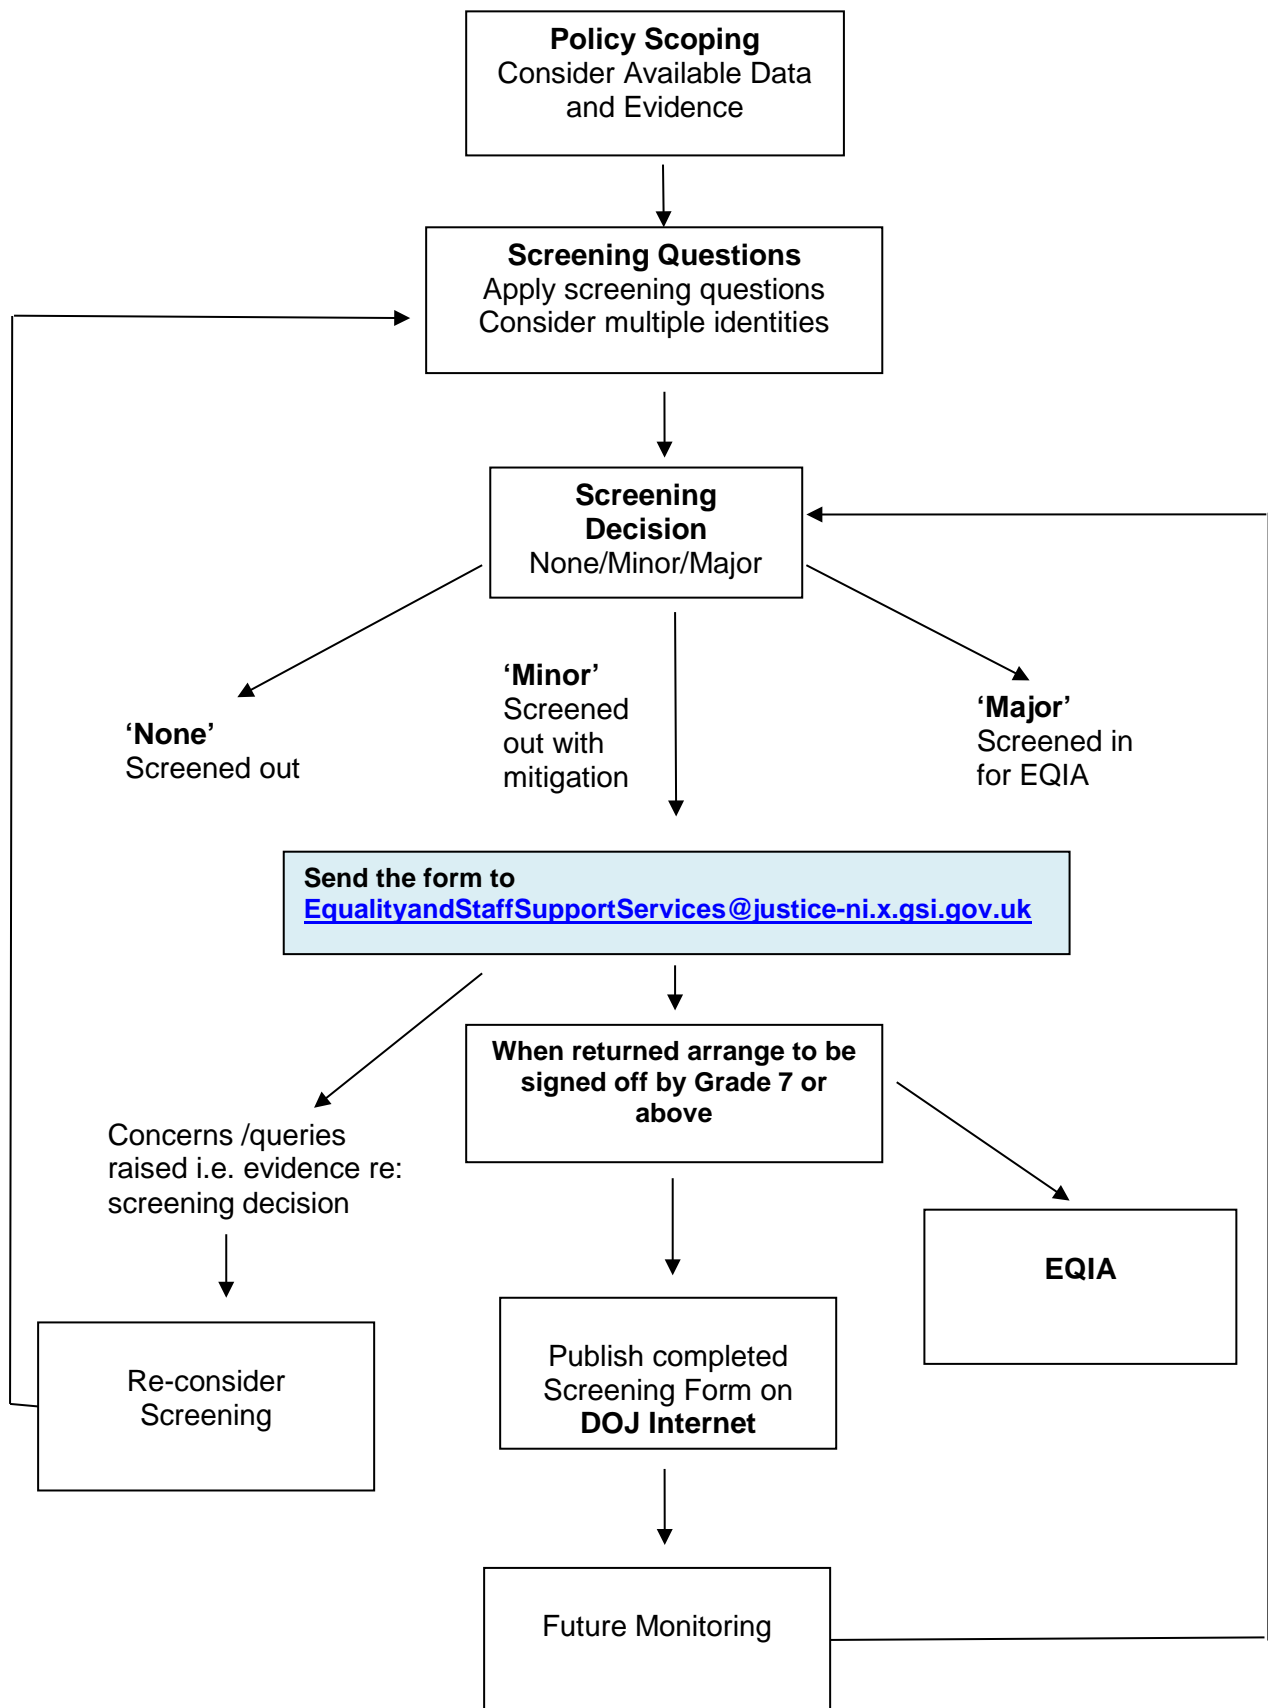 Policy Scoping
Consider Available Data
and Evidence
Screening Questions
Apply screening questions
Consider multiple identities
Screening
Decision
None/Minor/Major
‘None’
Screened out
‘Minor’
Screened
out with
mitigation
‘Major’
Screened in
for EQIA
Send the form to
EqualityandStaffSupportServices@justice-ni.x.gsi.gov.uk
When returned arrange to be
signed off by Grade 7 or
above
Concerns /queries
raised i.e. evidence re:
screening decision
EQIA
Re-consider
Screening
Publish completed
Screening Form on
DOJ Internet
Future Monitoring